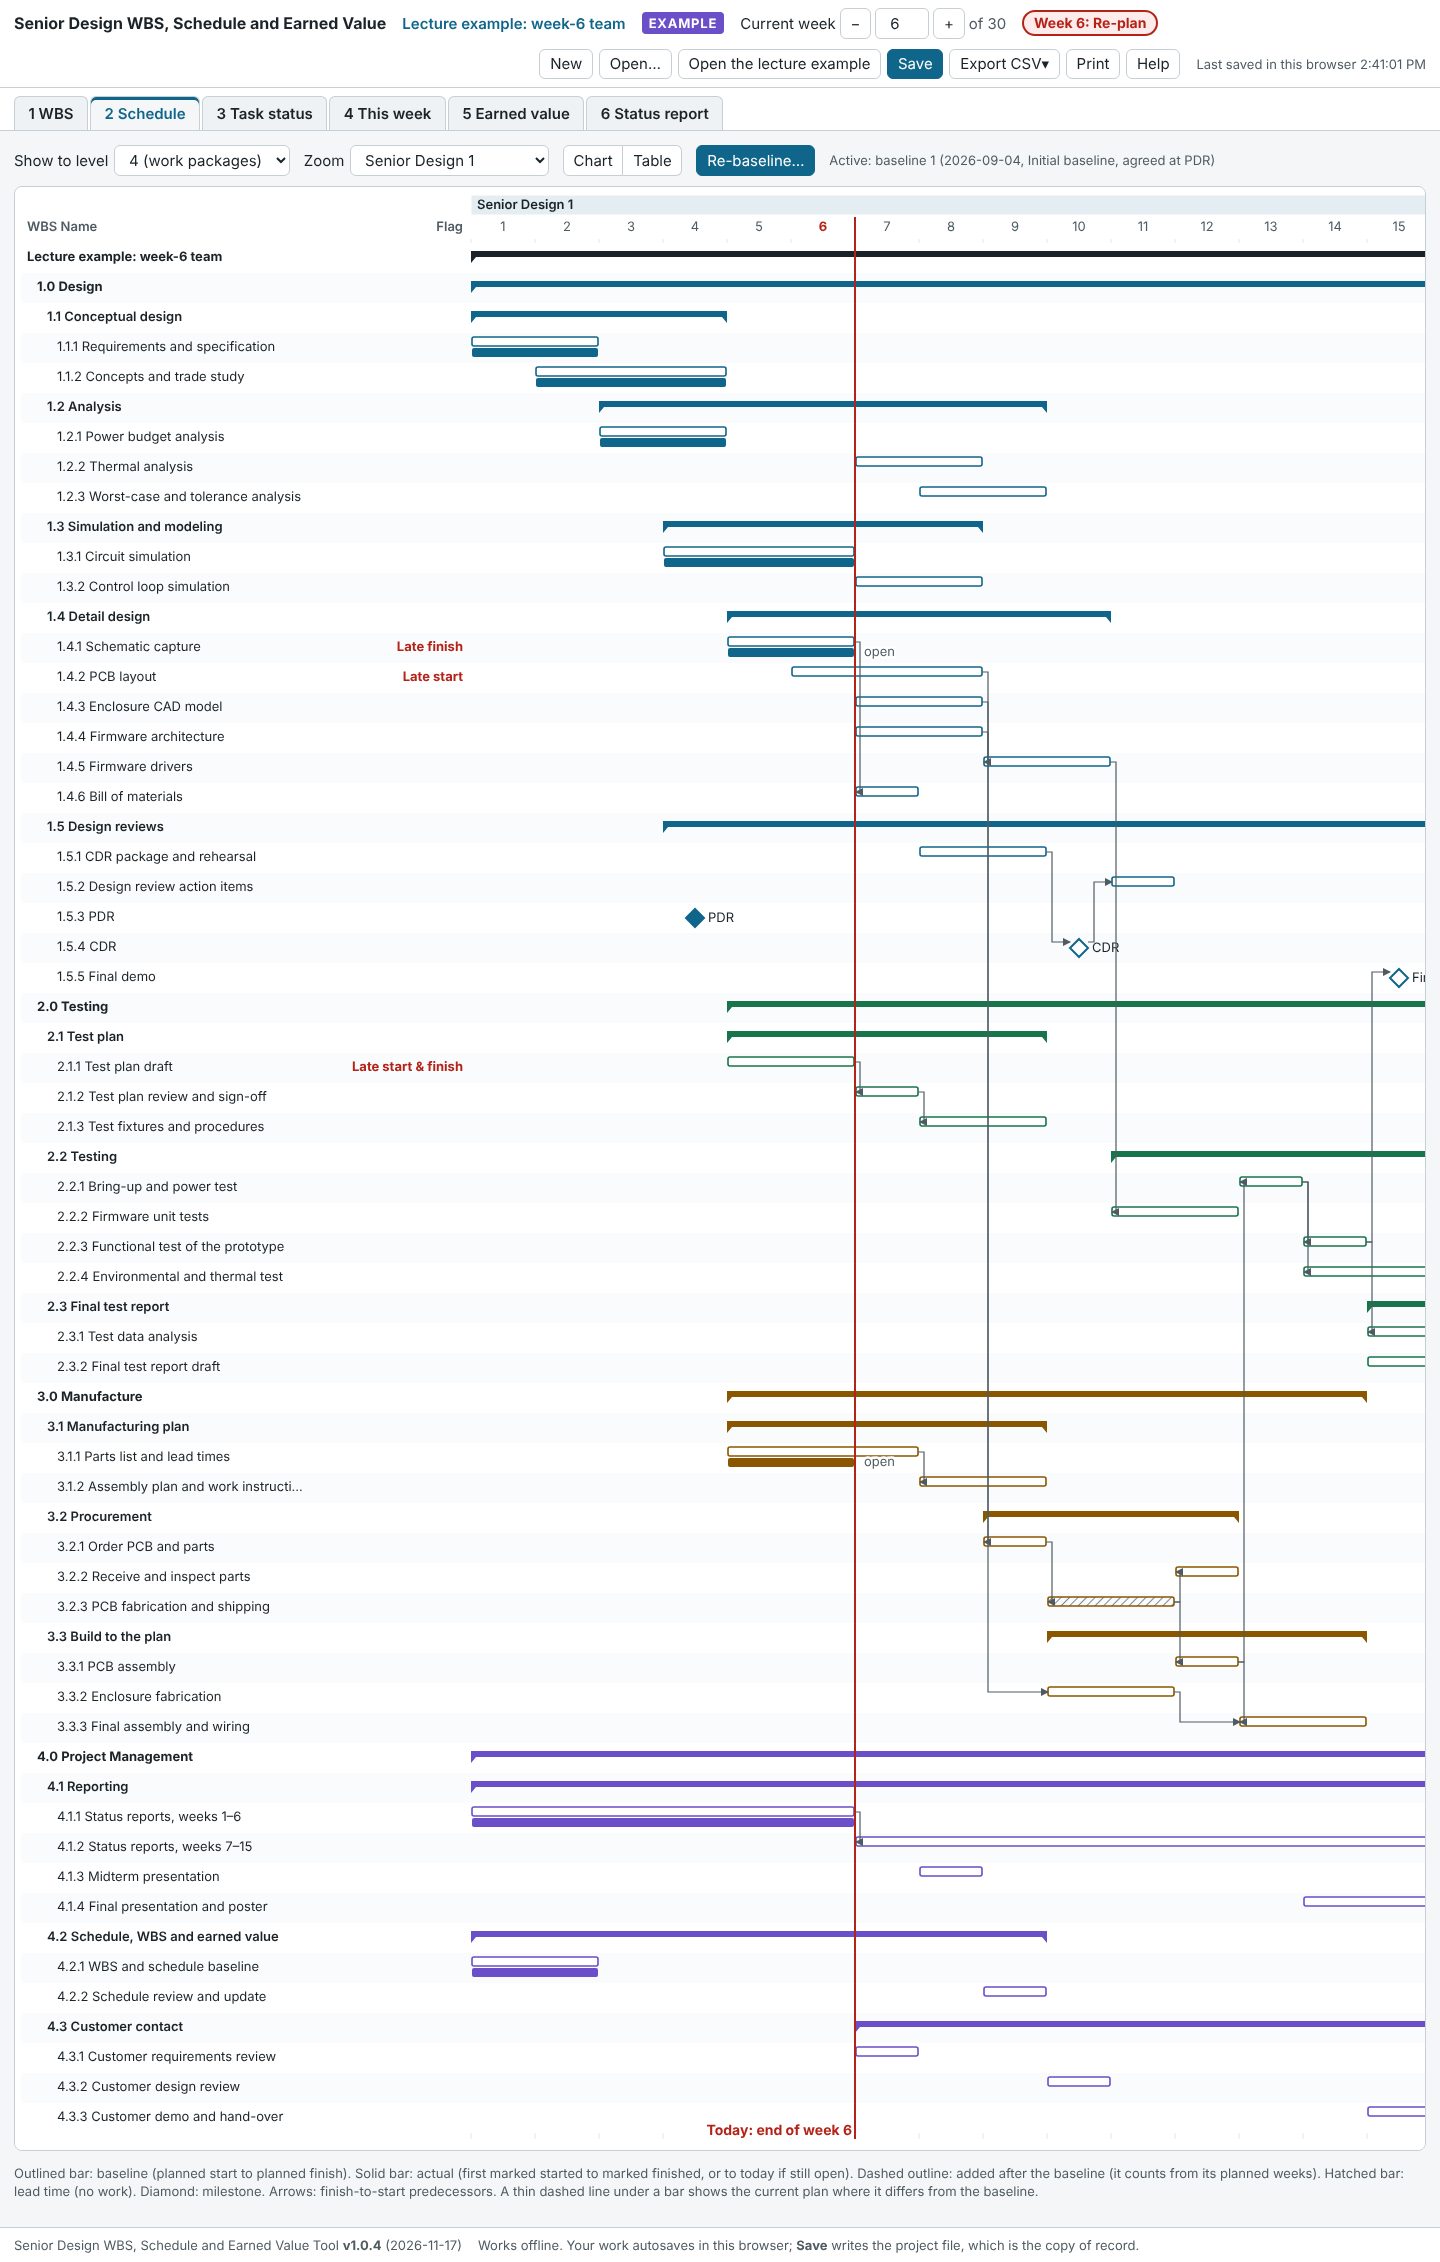 Senior Design WBS, Schedule and Earned Value Lecture example: week-6 team EXAMPLE Current week − 6 + of 30 Week 6: Re-plan
New Open... Open the lecture example Save Export CSV▾ Print Help Last saved in this browser 2:41:01 PM
1 WBS 2 Schedule 3 Task status 4 This week 5 Earned value 6 Status report
Show to level 4 (work packages) Zoom Senior Design 1 Chart Table Re-baseline... Active: baseline 1 (2026-09-04, Initial baseline, agreed at PDR)
Senior Design 1
WBS Name Flag 1 2 3 4 5 6 7 8 9 10 11 12 13 14 15
Lecture example: week-6 team
1.0 Design
1.1 Conceptual design
1.1.1 Requirements and specification
1.1.2 Concepts and trade study
1.2 Analysis
1.2.1 Power budget analysis
1.2.2 Thermal analysis
1.2.3 Worst-case and tolerance analysis
1.3 Simulation and modeling
1.3.1 Circuit simulation
1.3.2 Control loop simulation
1.4 Detail design
1.4.1 Schematic capture Late finish open
1.4.2 PCB layout Late start
1.4.3 Enclosure CAD model
1.4.4 Firmware architecture
1.4.5 Firmware drivers
1.4.6 Bill of materials
1.5 Design reviews
1.5.1 CDR package and rehearsal
1.5.2 Design review action items
1.5.3 PDR PDR
1.5.4 CDR CDR
1.5.5 Final demo Fi
2.0 Testing
2.1 Test plan
2.1.1 Test plan draft Late start & finish
2.1.2 Test plan review and sign-off
2.1.3 Test fixtures and procedures
2.2 Testing
2.2.1 Bring-up and power test
2.2.2 Firmware unit tests
2.2.3 Functional test of the prototype
2.2.4 Environmental and thermal test
2.3 Final test report
2.3.1 Test data analysis
2.3.2 Final test report draft
3.0 Manufacture
3.1 Manufacturing plan
3.1.1 Parts list and lead times open
3.1.2 Assembly plan and work instructi...
3.2 Procurement
3.2.1 Order PCB and parts
3.2.2 Receive and inspect parts
3.2.3 PCB fabrication and shipping
3.3 Build to the plan
3.3.1 PCB assembly
3.3.2 Enclosure fabrication
3.3.3 Final assembly and wiring
4.0 Project Management
4.1 Reporting
4.1.1 Status reports, weeks 1–6
4.1.2 Status reports, weeks 7–15
4.1.3 Midterm presentation
4.1.4 Final presentation and poster
4.2 Schedule, WBS and earned value
4.2.1 WBS and schedule baseline
4.2.2 Schedule review and update
4.3 Customer contact
4.3.1 Customer requirements review
4.3.2 Customer design review
4.3.3 Customer demo and hand-over
Today: end of week 6
Outlined bar: baseline (planned start to planned finish). Solid bar: actual (first marked started to marked finished, or to today if still open). Dashed outline: added after the baseline (it counts from its planned weeks). Hatched bar:
lead time (no work). Diamond: milestone. Arrows: finish-to-start predecessors. A thin dashed line under a bar shows the current plan where it differs from the baseline.
Senior Design WBS, Schedule and Earned Value Tool v1.0.4 (2026-11-17) Works offline. Your work autosaves in this browser; Save writes the project file, which is the copy of record.